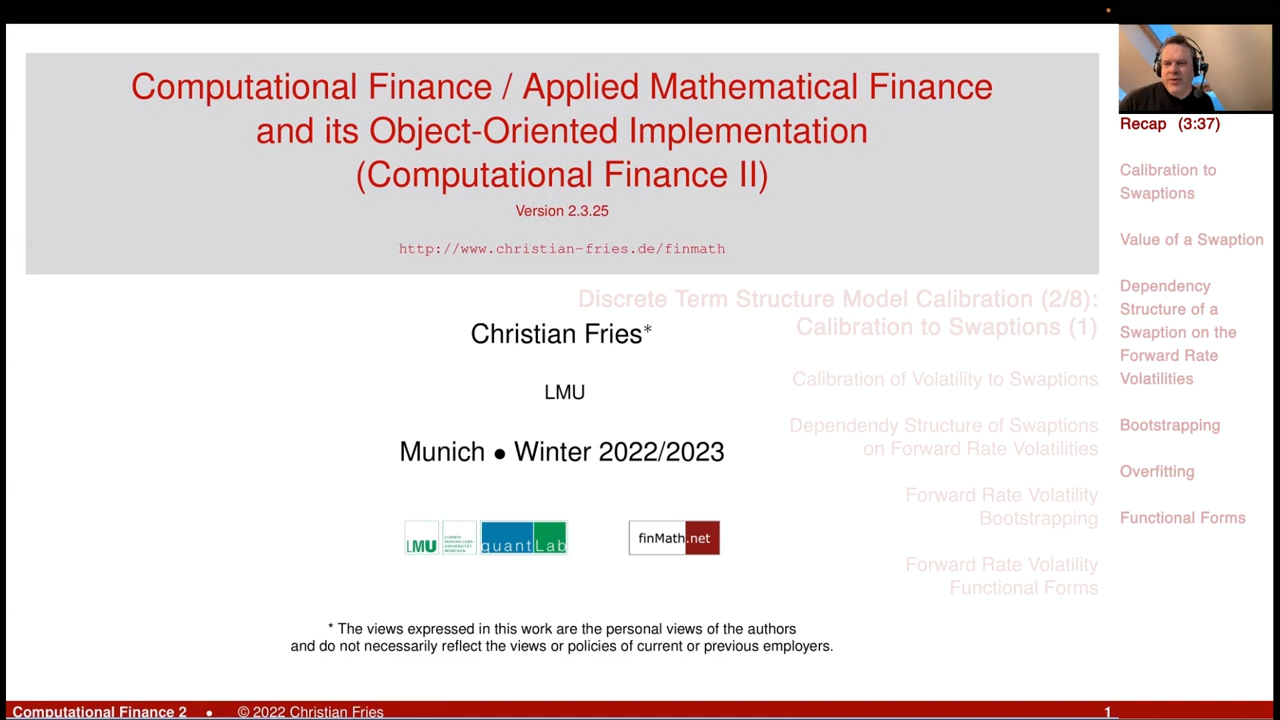 Computational Finance / Applied Mathematical Finance
and its Object-Oriented Implementation
(Computational Finance II)
Version 2.3.25
http://www.christian-fries.de/finmath
Discrete Term Structure Model Calibration (2/8):
Calibration to Swaptions (1)
Christian Fries*
Calibration of Volatility to Swaptions
LMU
Dependendy Structure of Swaptions
on Forward Rate Volatilities
Munich • Winter 2022/2023
Forward Rate Volatility
Bootstrapping
LMU
LUDWIG-
MAXIMILIANS-
UNIVERSITÄT
MÜNCHEN
quantLab
finMath.net
Forward Rate Volatility
Functional Forms
* The views expressed in this work are the personal views of the authors
and do not necessarily reflect the views or policies of current or previous employers.
Recap (3:37)
Calibration to
Swaptions
Value of a Swaption
Dependency
Structure of a
Swaption on the
Forward Rate
Volatilities
Bootstrapping
Overfitting
Functional Forms
Computational Finance 2 • © 2022 Christian Fries 1